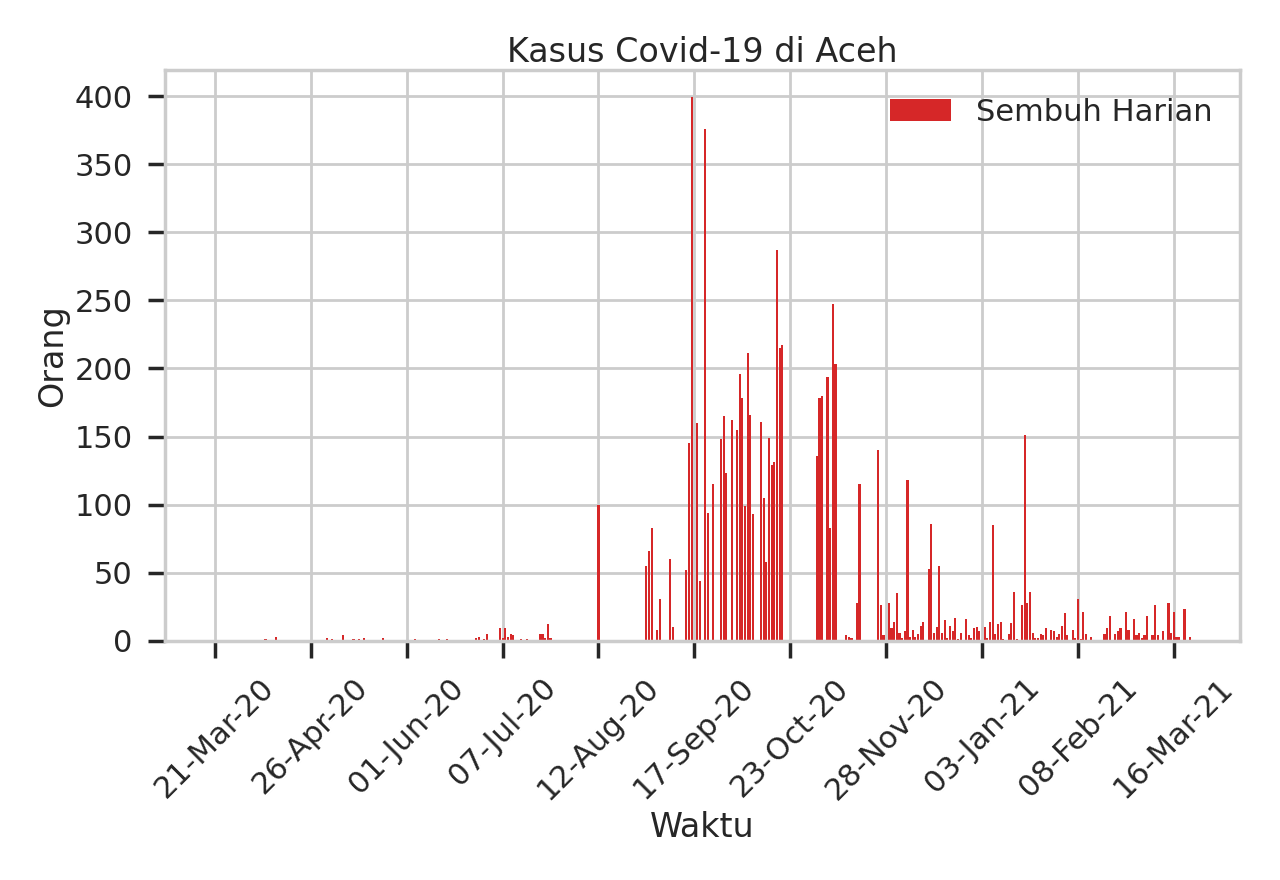 Kasus Covid-19 di Aceh
Sembuh Harian
400
350
300
250
200
150
100
50
0
Orang
21-Mar-20
26-Apr-20
01-Jun-20
07-Jul-20
12-Aug-20
17-Sep-20
23-Oct-20
28-Nov-20
03-Jan-21
08-Feb-21
16-Mar-21
Waktu